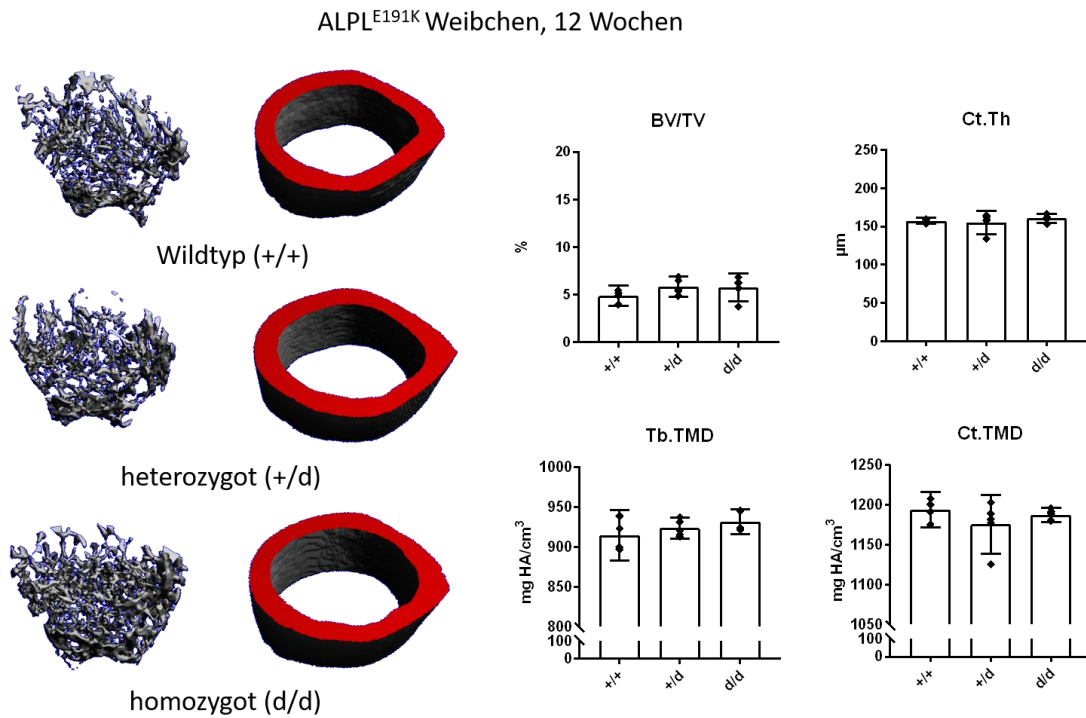 ALPLE191K Weibchen, 12 Wochen
Wildtyp (+/+)
heterozygot (+/d)
homozygot (d/d)
BV/TV
%
20
15
10
5
0
+/+
+/d
d/d
Ct.Th
µm
250
200
150
100
50
0
+/+
+/d
d/d
Tb.TMD
mg HA/cm3
1000
950
900
850
800
100
0
+/+
+/d
d/d
Ct.TMD
mg HA/cm3
1250
1200
1150
1100
1050
100
0
+/+
+/d
d/d